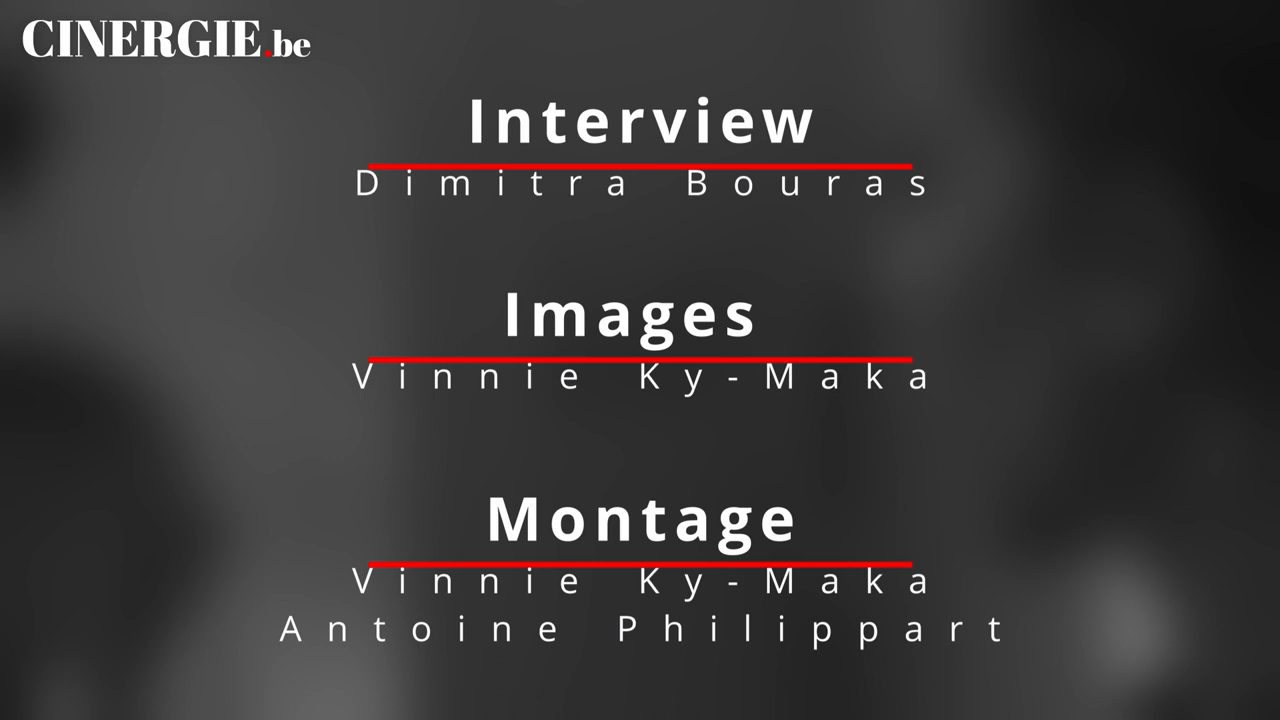 CINERGIE.be
Interview
Dimitra Bouras
Images
Vinnie Ky-Maka
Montage
Vinnie Ky-Maka
Antoine Philippart